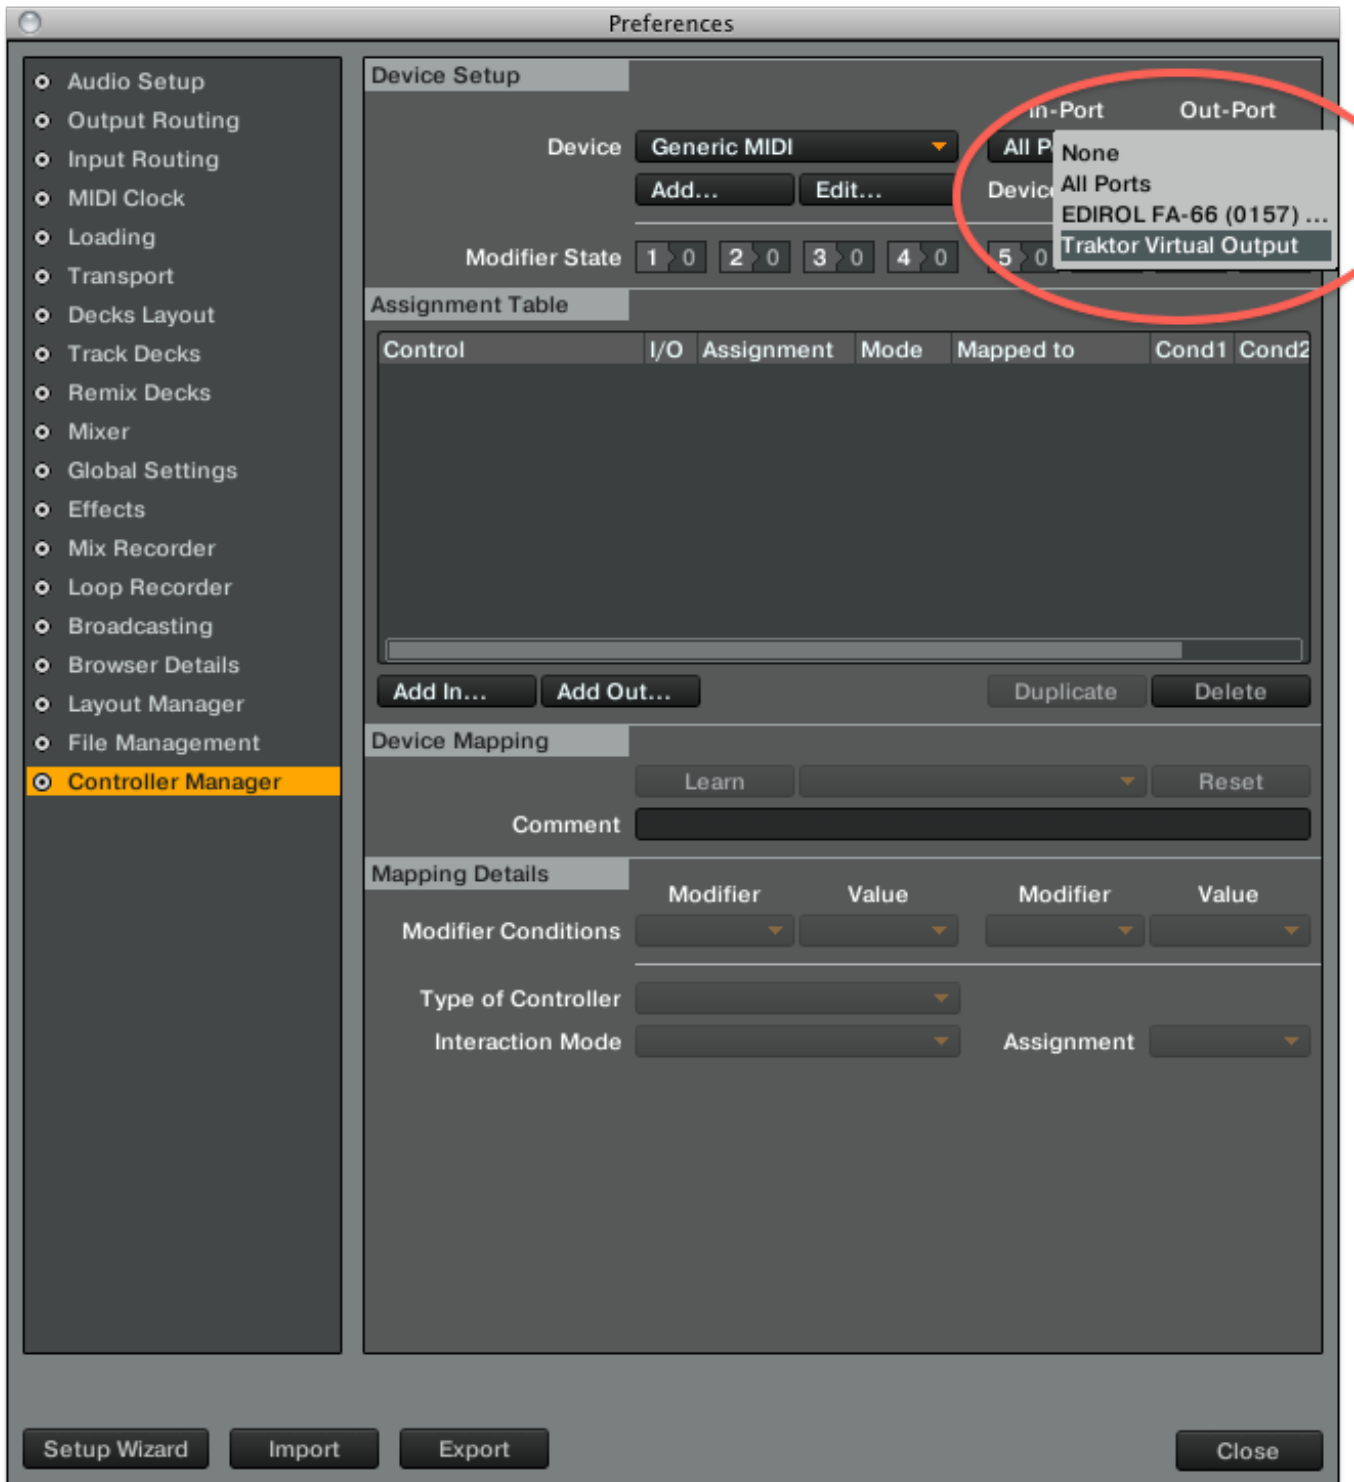 Preferences
Audio Setup
Output Routing
Input Routing
MIDI Clock
Loading
Transport
Decks Layout
Track Decks
Remix Decks
Mixer
Global Settings
Effects
Mix Recorder
Loop Recorder
Broadcasting
Browser Details
Layout Manager
File Management
Controller Manager
Device Setup
In-Port Out-Port
Device Generic MIDI All P
None
All Ports
EDIROL FA-66 (0157) ...
Traktor Virtual Output
Add... Edit... Devic
Modifier State 1 0 2 0 3 0 4 0 5 0
Assignment Table
Control I/O Assignment Mode Mapped to Cond1 Cond2
Add In... Add Out... Duplicate Delete
Device Mapping
Learn Reset
Comment
Mapping Details
Modifier Value Modifier Value
Modifier Conditions
Type of Controller
Interaction Mode Assignment
Setup Wizard Import Export Close